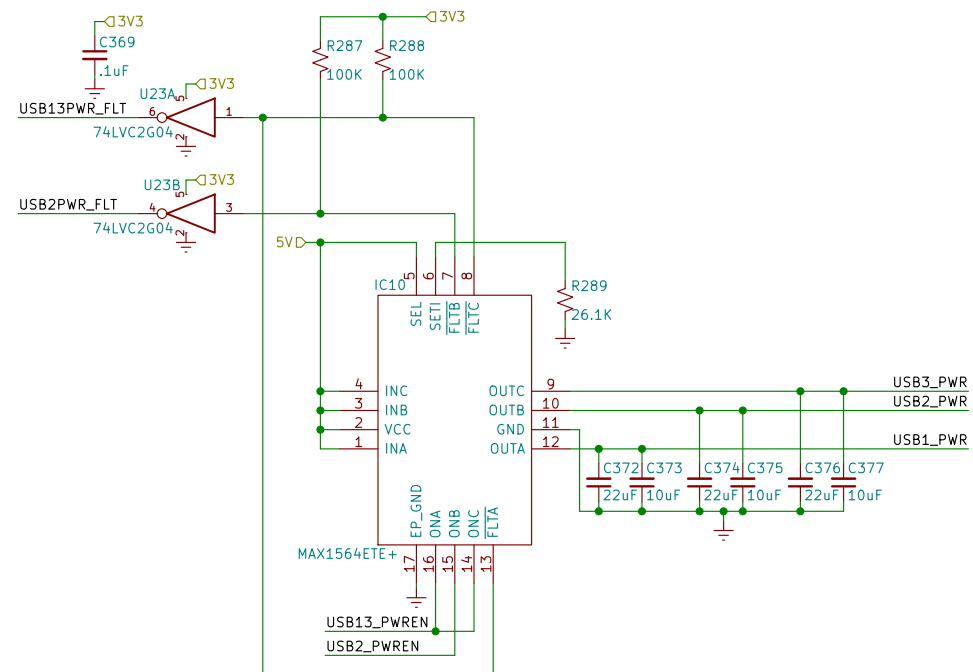 3V3
3V3
C369
.1uF
R287
R288
100K
100K
3V3
U23A
5
USB13PWR_FLT
6
1
74LVC2G04
2
3V3
U23B
5
USB2PWR_FLT
4
3
74LVC2G04
2
5V
5
6
7
8
IC10
R289
26.1K
SEL
SETI
FLTB
FLTC
4
INC
OUTC
9
USB3_PWR
3
INB
OUTB
10
USB2_PWR
2
VCC
GND
11
1
INA
OUTA
12
USB1_PWR
C372
C373
C374
C375
C376
C377
22uF
10uF
22uF
10uF
22uF
10uF
EP_GND
ONA
ONB
ONC
FLTA
MAX1564ETE+
17
16
15
14
13
USB13_PWREN
USB2_PWREN